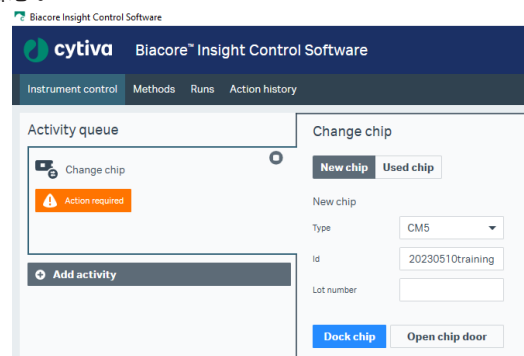 Biacore Insight Control Software
cytiva Biacore™ Insight Control Software
Instrument control Methods Runs Action history
Activity queue
Change chip
Action required
Add activity
Change chip
New chip Used chip
New chip
Type CM5
Id 20230510training
Lot number
Dock chip Open chip door